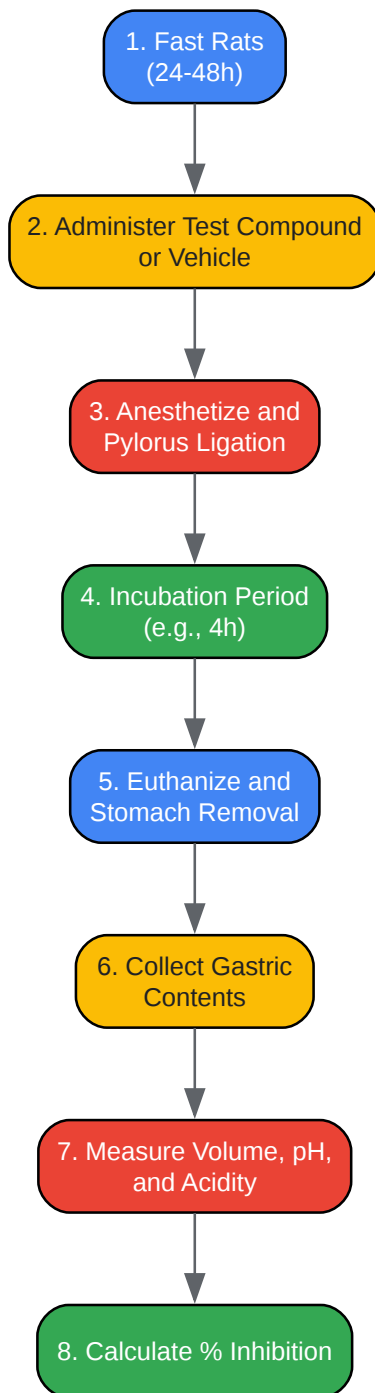 1. Fast Rats
(24-48h)
2. Administer Test Compound
or Vehicle
3. Anesthetize and
Pylorus Ligation
4. Incubation Period
(e.g., 4h)
5. Euthanize and
Stomach Removal
6. Collect Gastric
Contents
7. Measure Volume, pH,
and Acidity
8. Calculate % Inhibition